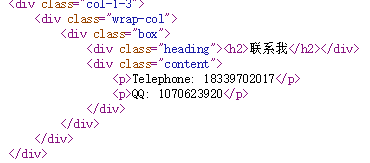 <div class="col-1-3">
<div class="wrap-col">
<div class="box">
<div class="heading"><h2>联系我</h2></div>
<div class="content">
<p>Telephone: 18339702017</p>
<p>QQ: 1070623920</p>
</div>
</div>
</div>
</div>